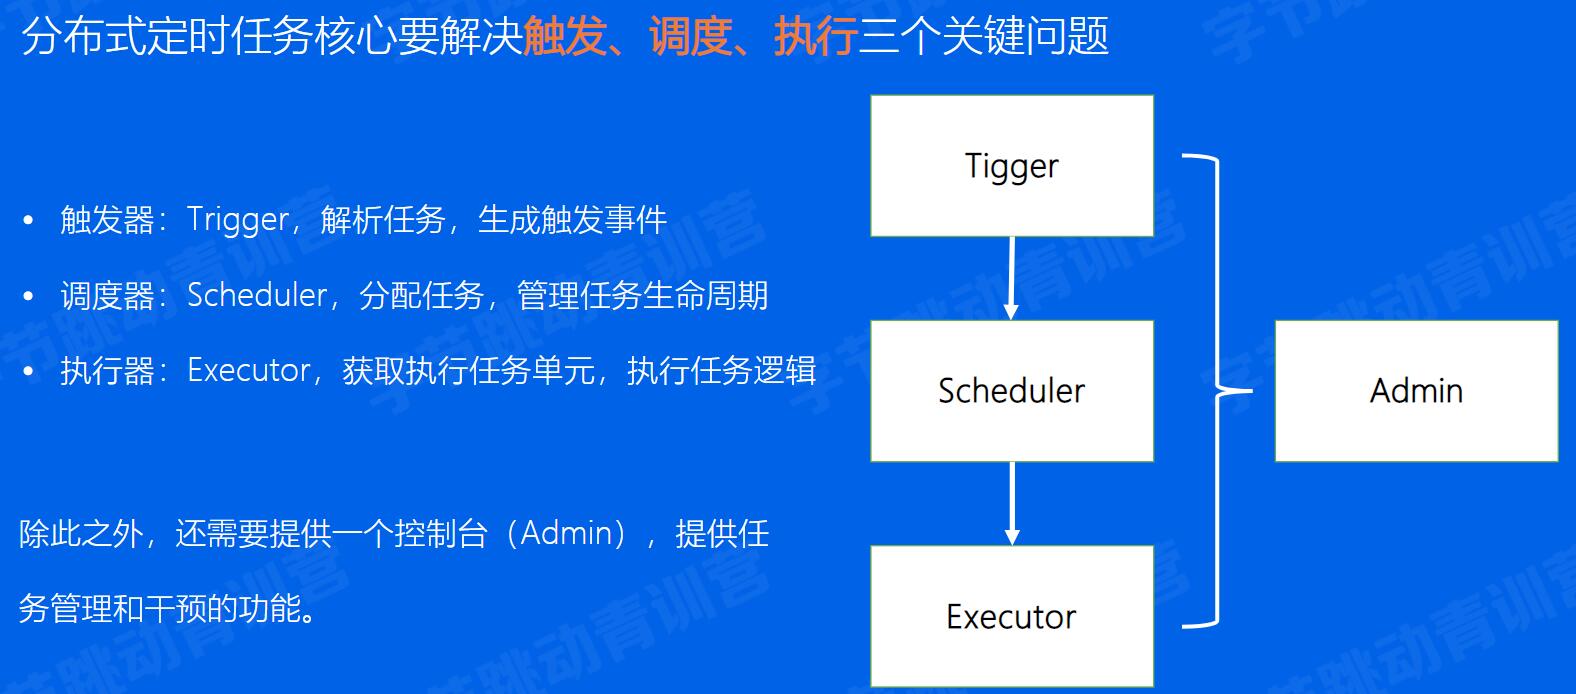 分布式定时任务核心要解决触发、调度、执行三个关键问题
• 触发器：Trigger，解析任务，生成触发事件
• 调度器：Scheduler，分配任务，管理任务生命周期
• 执行器：Executor，获取执行任务单元，执行任务逻辑
除此之外，还需要提供一个控制台（Admin），提供任
务管理和干预的功能。
Tigger
Scheduler
Executor
Admin
字节跳动青训营